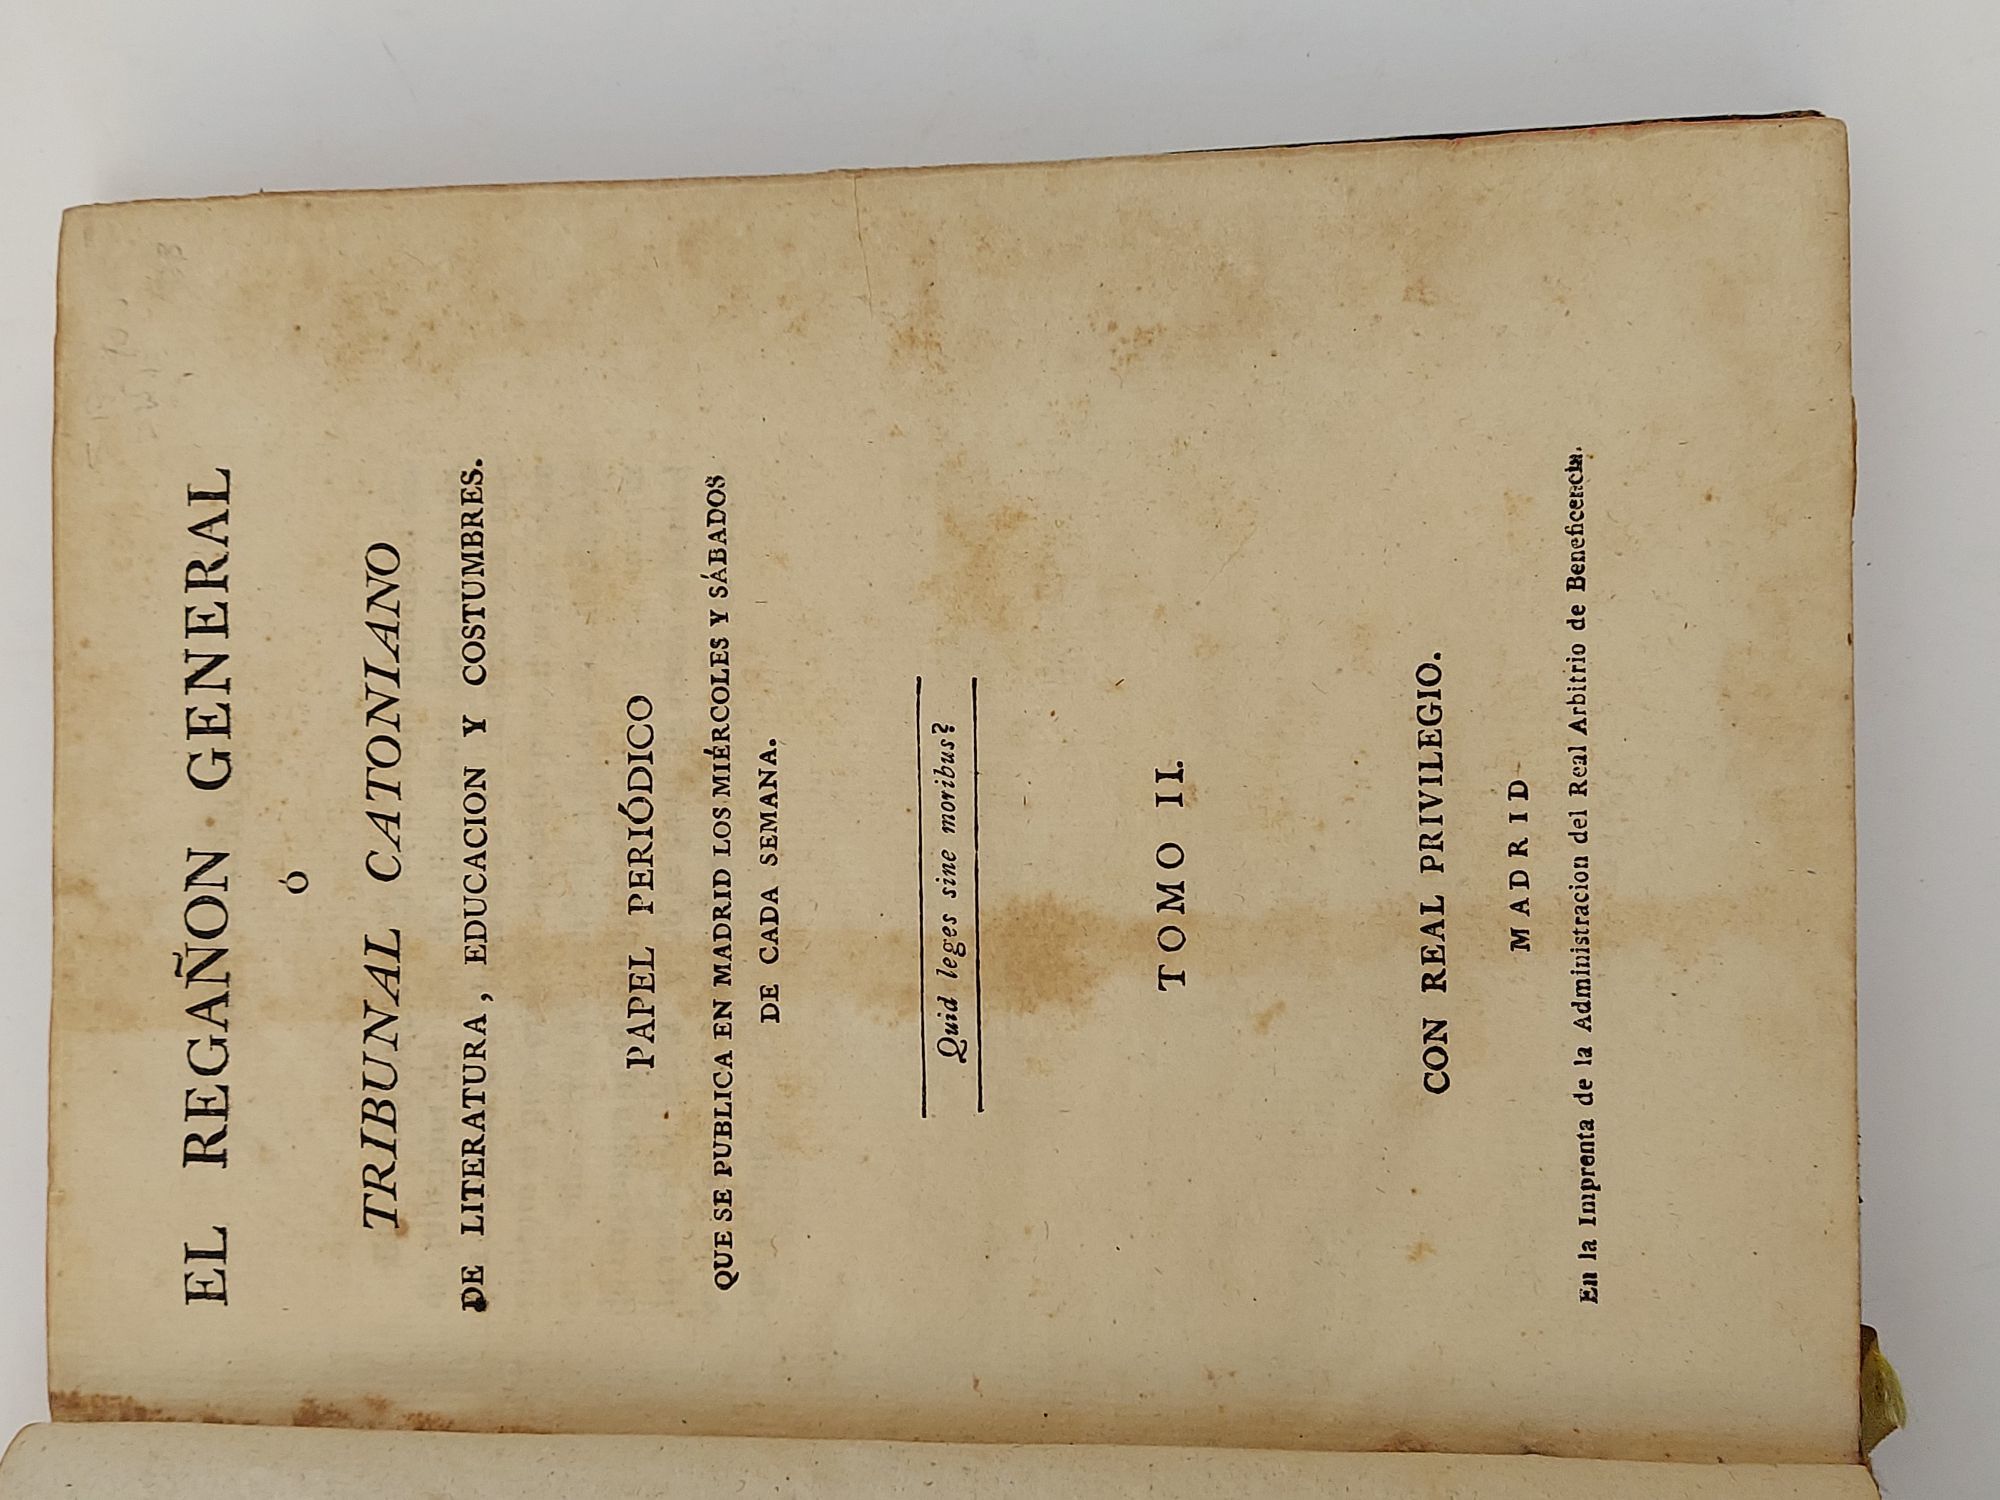 EL REGAÑON GENERAL
Ó
TRIBUNAL CATONIANO
DE LITERATURA, EDUCACION Y COSTUMBRES.
PAPEL PERIÓDICO
QUE SE PUBLICA EN MADRID LOS MIÉRCOLES Y SÁBADOS
DE CADA SEMANA.
Quid leges sine moribus?
TOMO II.
CON REAL PRIVILEGIO.
MADRID
En la Imprenta de la Administracion del Real Arbitrio de Beneficencia.